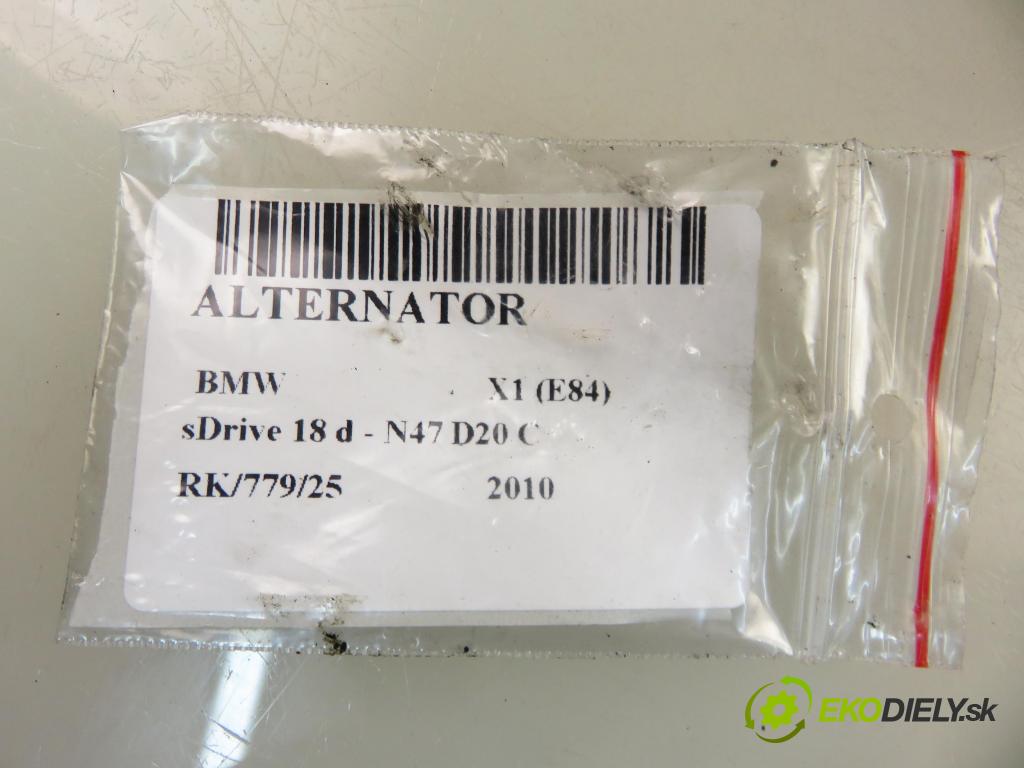 ALTERNATOR
BMW X1 (E84)
sDrive 18 d - N47 D20 C
RK/779/25 2010
EKODIELY.sk